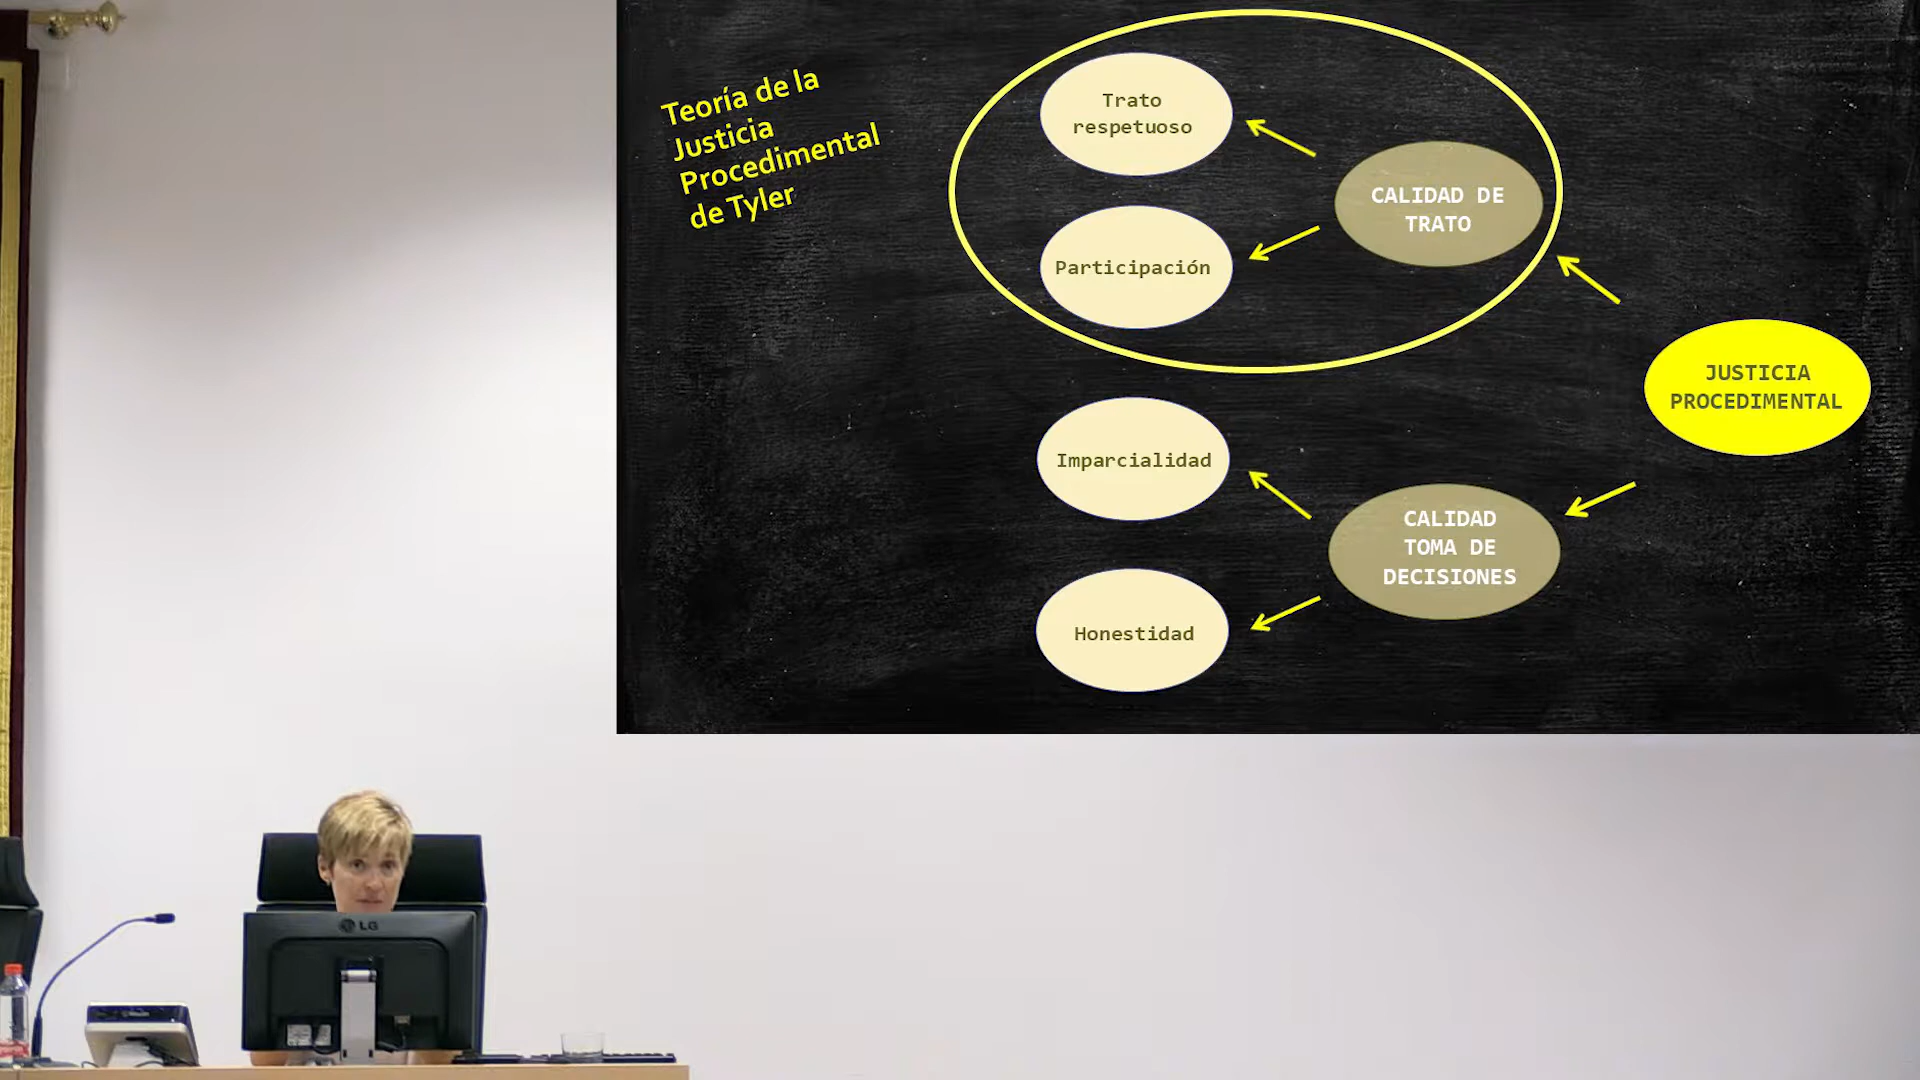 Teoría de la
Justicia
Procedimental
de Tyler
Trato
respetuoso
Participación
CALIDAD DE
TRATO
JUSTICIA
PROCEDIMENTAL
Imparcialidad
Honestidad
CALIDAD
TOMA DE
DECISIONES
LG